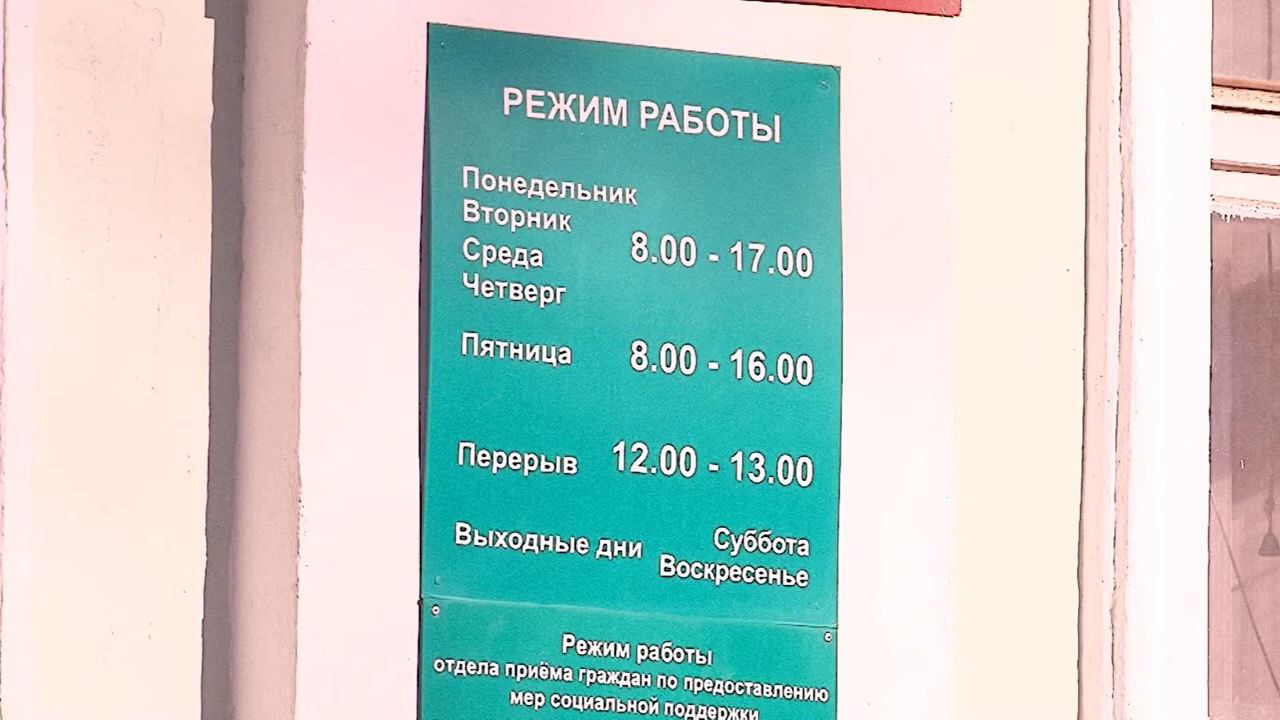 РЕЖИМ РАБОТЫ
Понедельник
Вторник
Среда
Четверг
8.00 - 17.00
Пятница 8.00 - 16.00
Перерыв 12.00 - 13.00
Выходные дни Суббота
Воскресенье
Режим работы
отдела приёма граждан по предоставлению
мер социальной поддержки